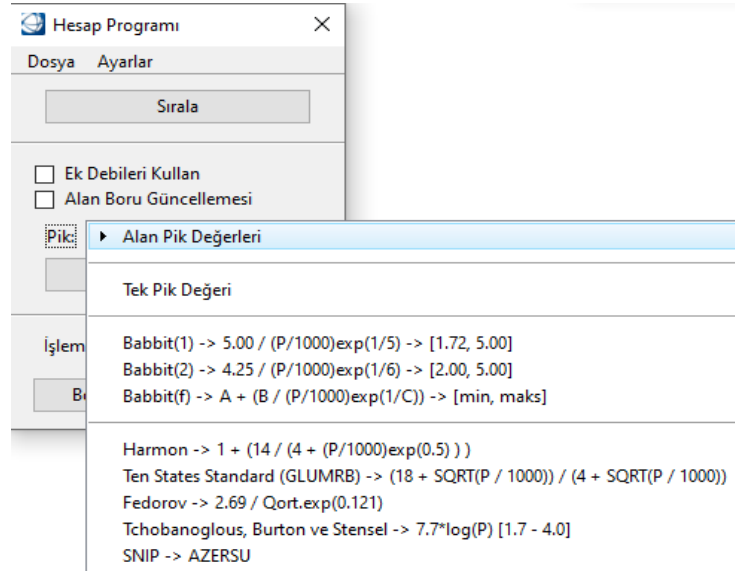 Hesap Programı
Dosya Ayarlar
Sırala
Ek Debileri Kullan
Alan Boru Güncellemesi
Pik:
Alan Pik Değerleri
Tek Pik Değeri
İşlem
Babbit(1) -> 5.00 / (P/1000)exp(1/5) -> [1.72, 5.00]
Babbit(2) -> 4.25 / (P/1000)exp(1/6) -> [2.00, 5.00]
Babbit(f) -> A + (B / (P/1000)exp(1/C)) -> [min, maks]
Harmon -> 1 + (14 / (4 + (P/1000)exp(0.5) ) )
Ten States Standard (GLUMRB) -> (18 + SQRT(P / 1000)) / (4 + SQRT(P / 1000))
Fedorov -> 2.69 / Qort.exp(0.121)
Tchobanoglous, Burton ve Stensel -> 7.7*log(P) [1.7 - 4.0]
SNIP -> AZERSU